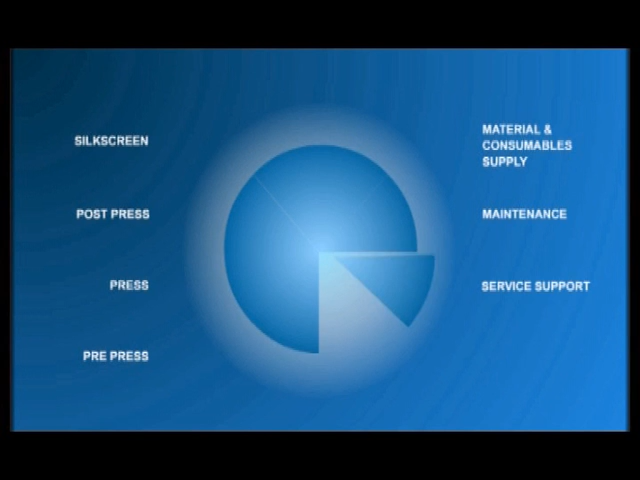 SILKSCREEN
POST PRESS
PRESS
PRE PRESS
MATERIAL &
CONSUMABLES
SUPPLY
MAINTENANCE
SERVICE SUPPORT